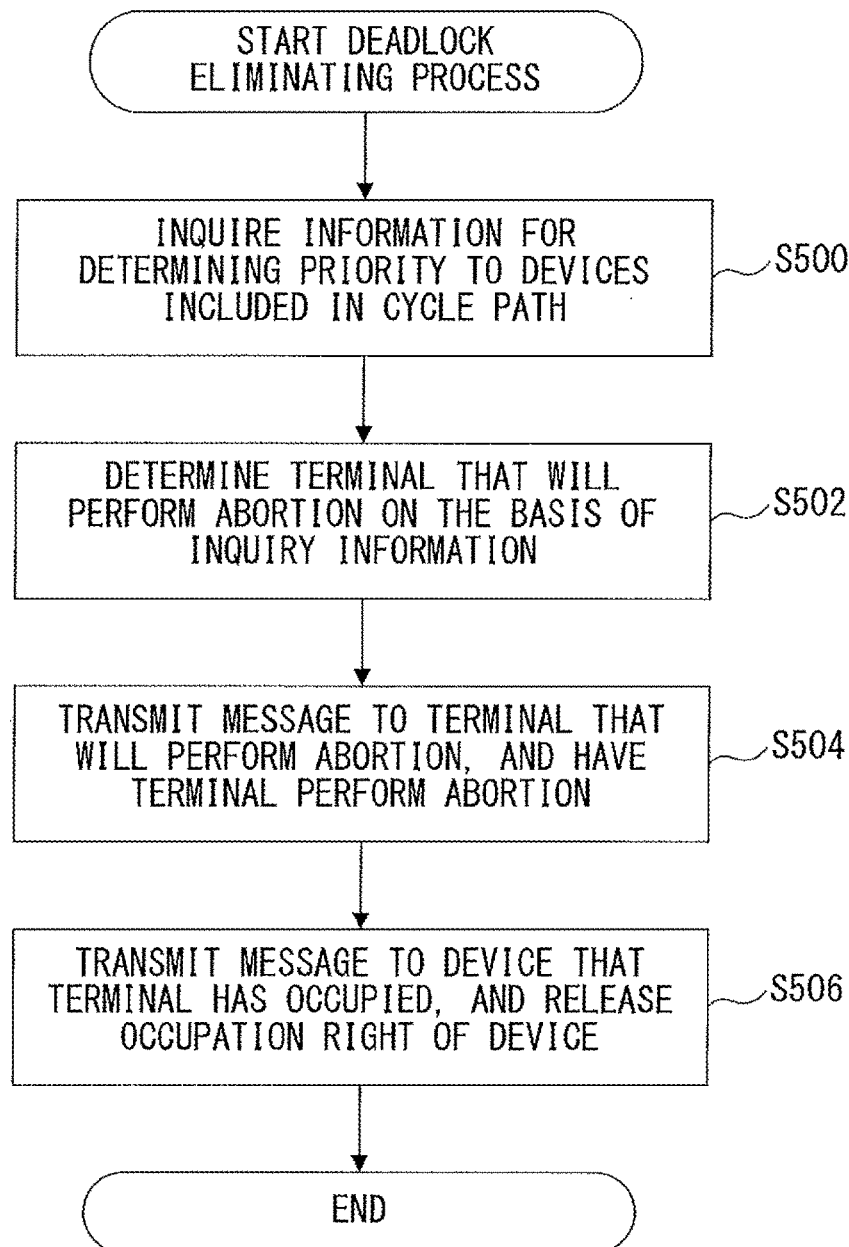 START DEADLOCK
ELIMINATING PROCESS
INQUIRE INFORMATION FOR
DETERMINING PRIORITY TO DEVICES
INCLUDED IN CYCLE PATH
S500
DETERMINE TERMINAL THAT WILL
PERFORM ABORTION ON THE BASIS OF
INQUIRY INFORMATION
S502
TRANSMIT MESSAGE TO TERMINAL THAT
WILL PERFORM ABORTION, AND HAVE
TERMINAL PERFORM ABORTION
S504
TRANSMIT MESSAGE TO DEVICE THAT
TERMINAL HAS OCCUPIED, AND RELEASE
OCCUPATION RIGHT OF DEVICE
S506
END